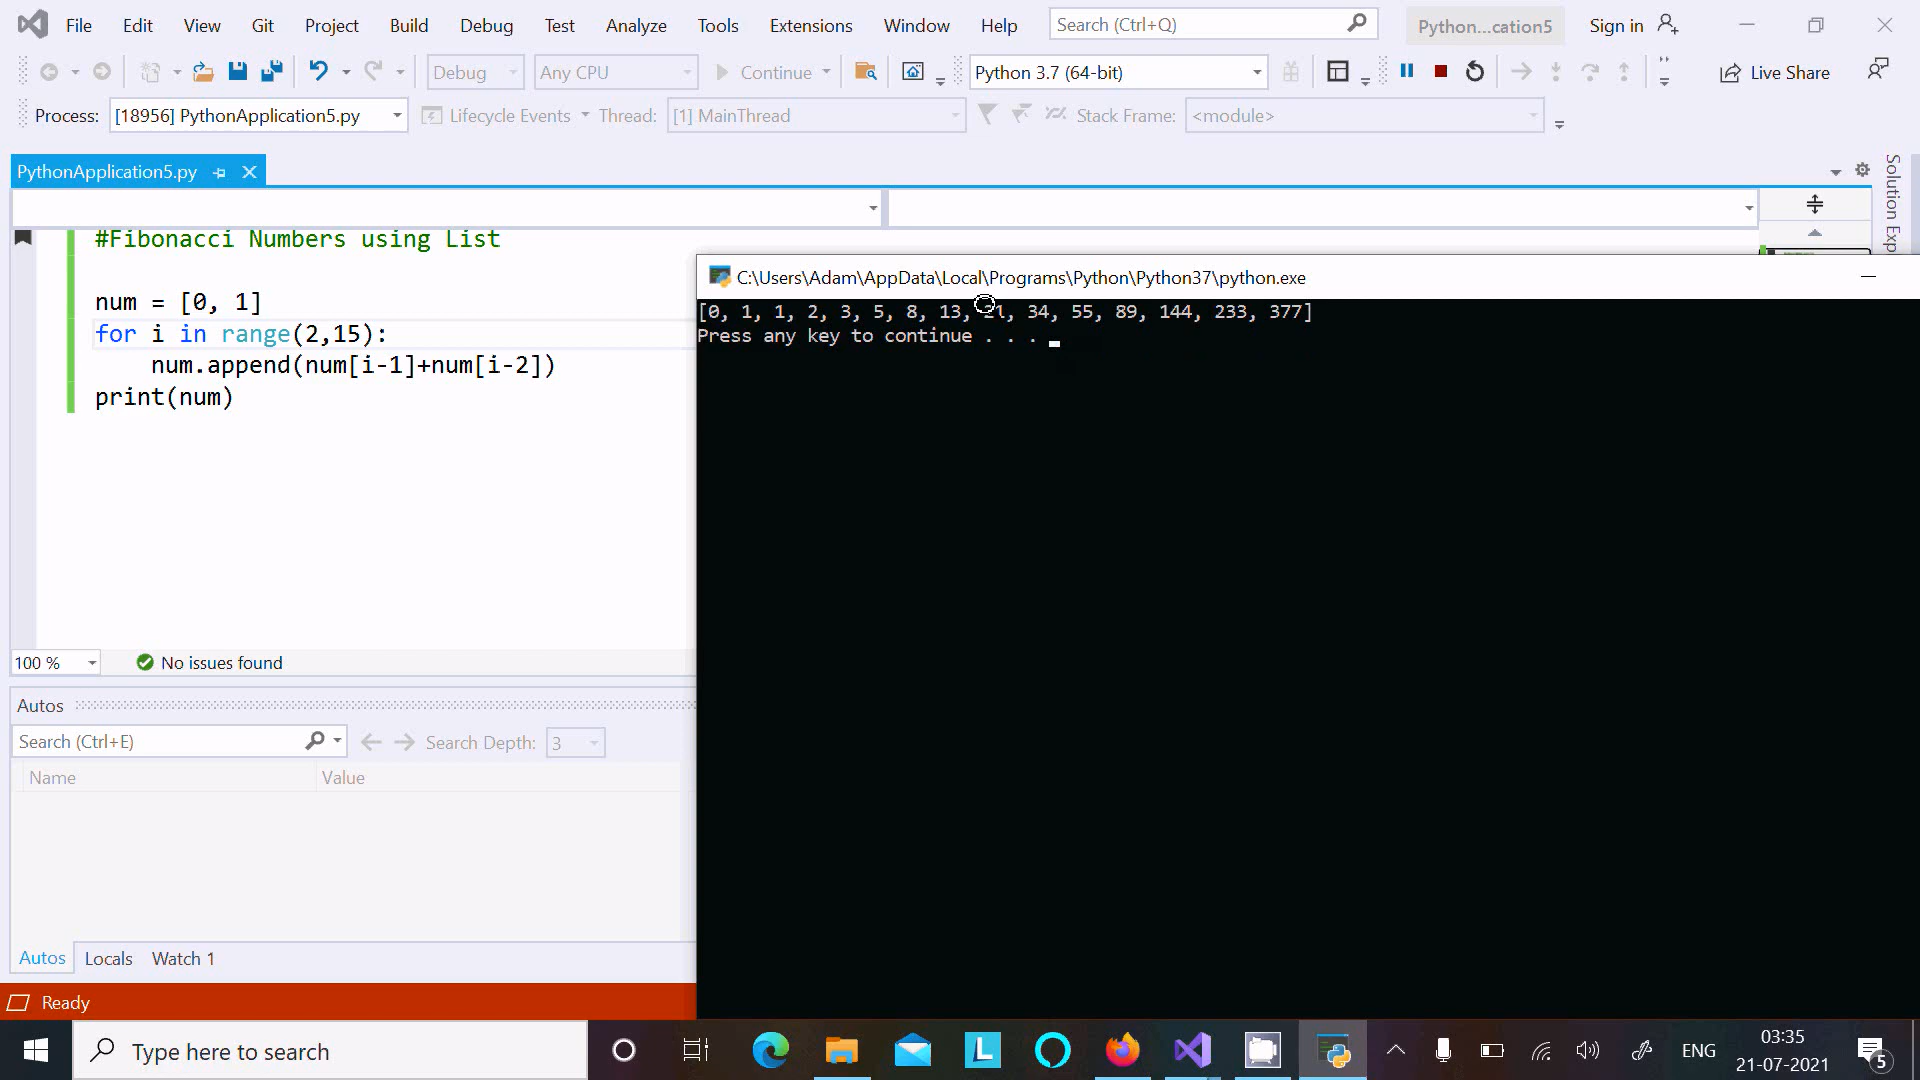 File Edit View Git Project Build Debug Test Analyze Tools Extensions Window Help Search (Ctrl+Q) Python...cation5 Sign in
Debug Any CPU Continue Python 3.7 (64-bit) Live Share
Process: [18956] PythonApplication5.py Lifecycle Events Thread: [1] MainThread Stack Frame: <module>
PythonApplication5.py
Solution Exp
#Fibonacci Numbers using List
num = [0, 1]
for i in range(2,15):
num.append(num[i-1]+num[i-2])
print(num)
C:\Users\Adam\AppData\Local\Programs\Python\Python37\python.exe
[0, 1, 1, 2, 3, 5, 8, 13, 21, 34, 55, 89, 144, 233, 377]
Press any key to continue . . .
100 % No issues found
Autos
Search (Ctrl+E) Search Depth: 3
Name Value
Autos Locals Watch 1
Ready
Type here to search
L
ENG
03:35
21-07-2021
5